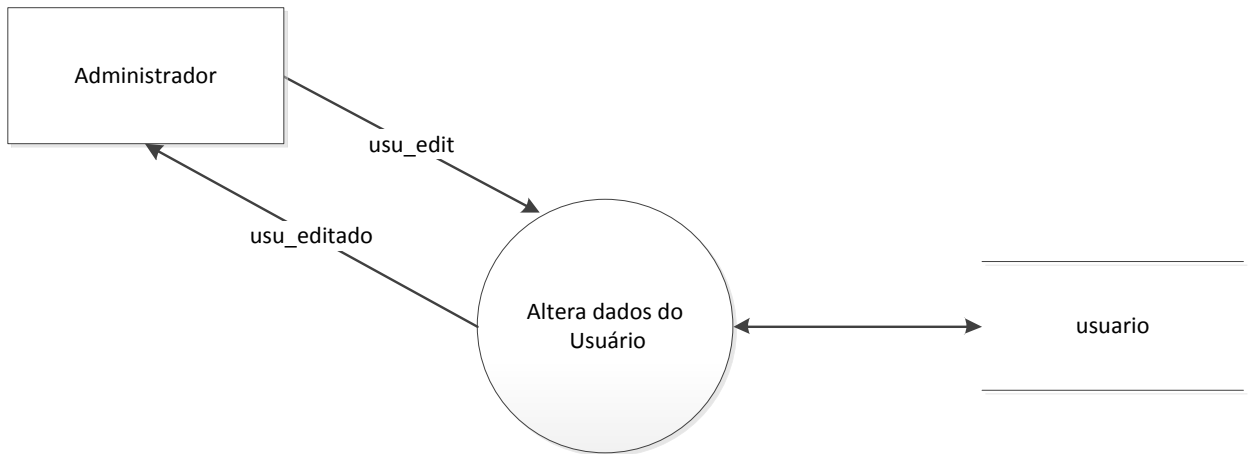 Administrador
usu_edit
usu_editado
Altera dados do
Usuário
usuario